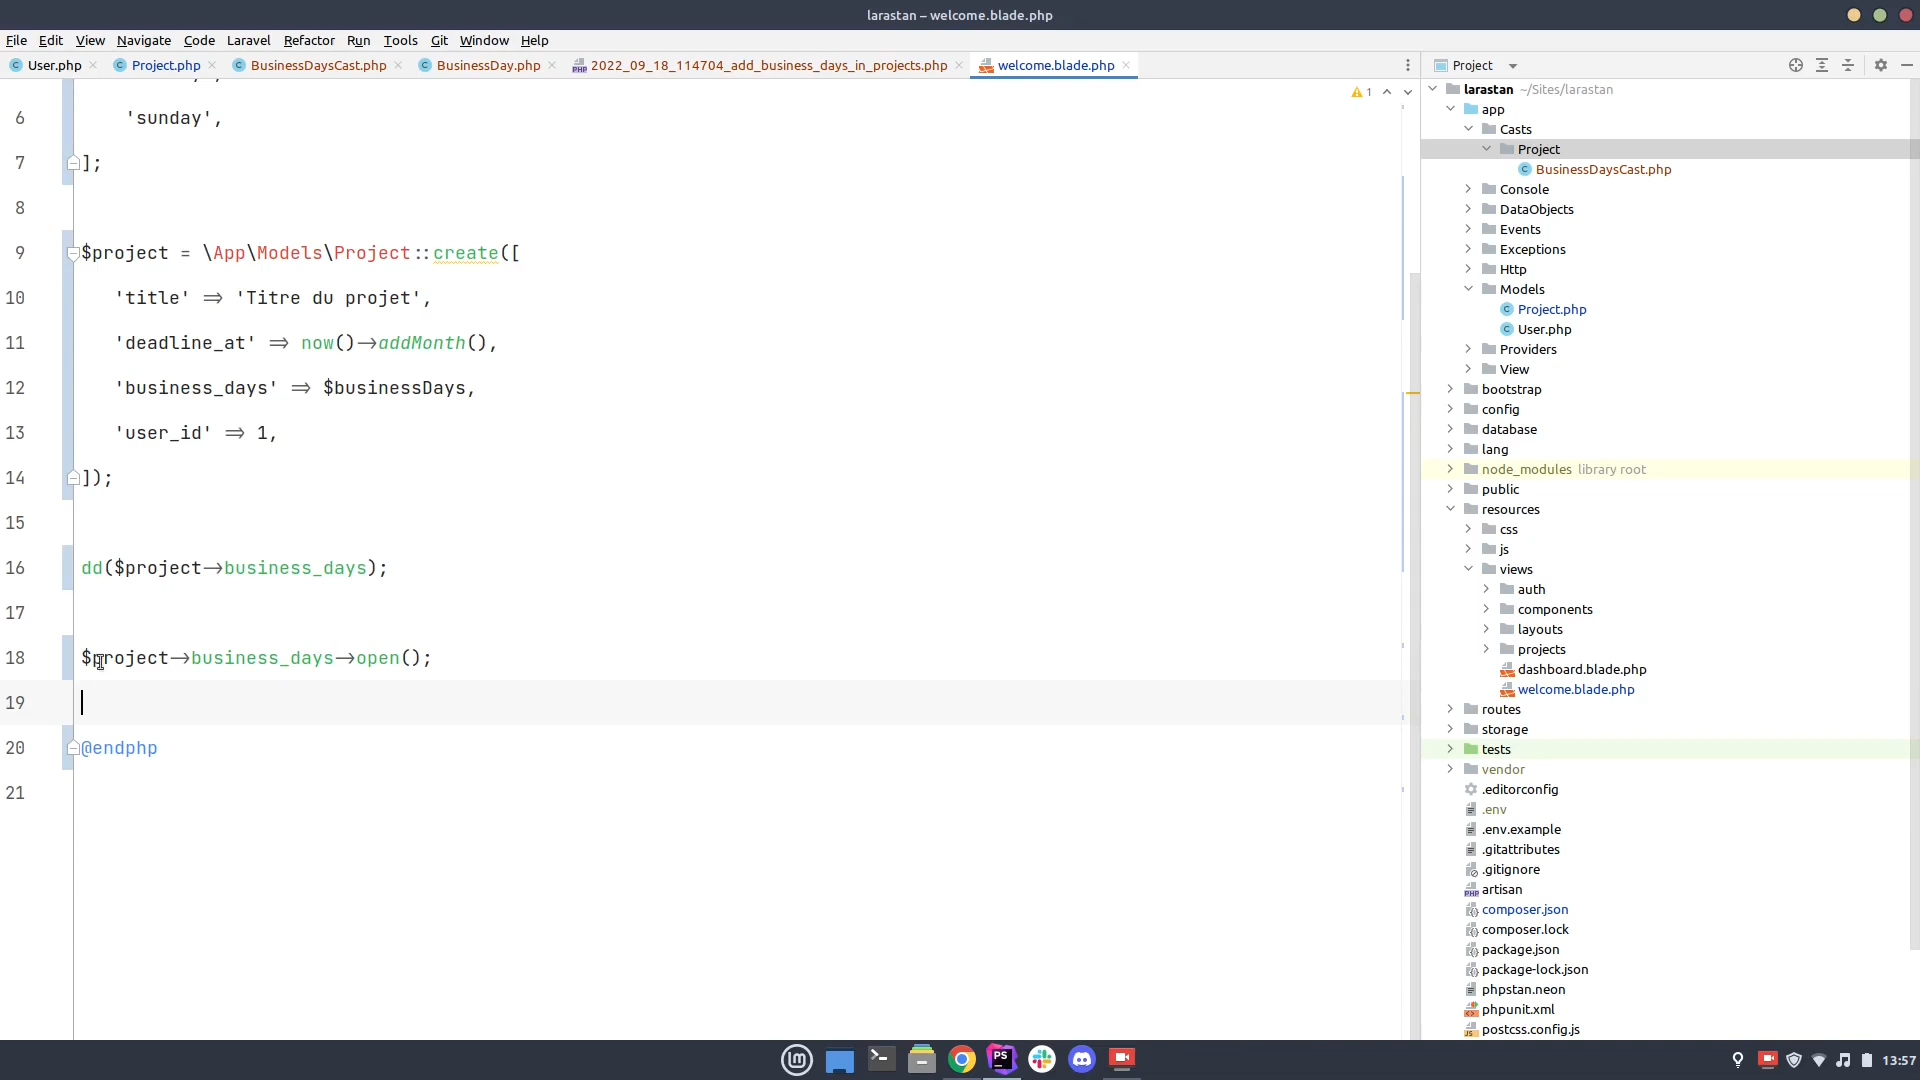 larastan – welcome.blade.php
File Edit View Navigate Code Laravel Refactor Run Tools Git Window Help
User.php Project.php BusinessDaysCast.php BusinessDay.php 2022_09_18_114704_add_business_days_in_projects.php welcome.blade.php Project
1
6 'sunday',
7 ];
8
9 $project = \App\Models\Project::create([
10 'title' => 'Titre du projet',
11 'deadline_at' => now()->addMonth(),
12 'business_days' => $businessDays,
13 'user_id' => 1,
14 ]);
15
16 dd($project->business_days);
17
18 $project->business_days->open();
19
20 @endphp
21
larastan ~/Sites/larastan
app
Casts
Project
BusinessDaysCast.php
Console
DataObjects
Events
Exceptions
Http
Models
Project.php
User.php
Providers
View
bootstrap
config
database
lang
node_modules library root
public
resources
css
js
views
auth
components
layouts
projects
dashboard.blade.php
welcome.blade.php
routes
storage
tests
vendor
.editorconfig
.env
.env.example
.gitattributes
.gitignore
artisan
composer.json
composer.lock
package.json
package-lock.json
phpstan.neon
phpunit.xml
postcss.config.js
PS
13:57